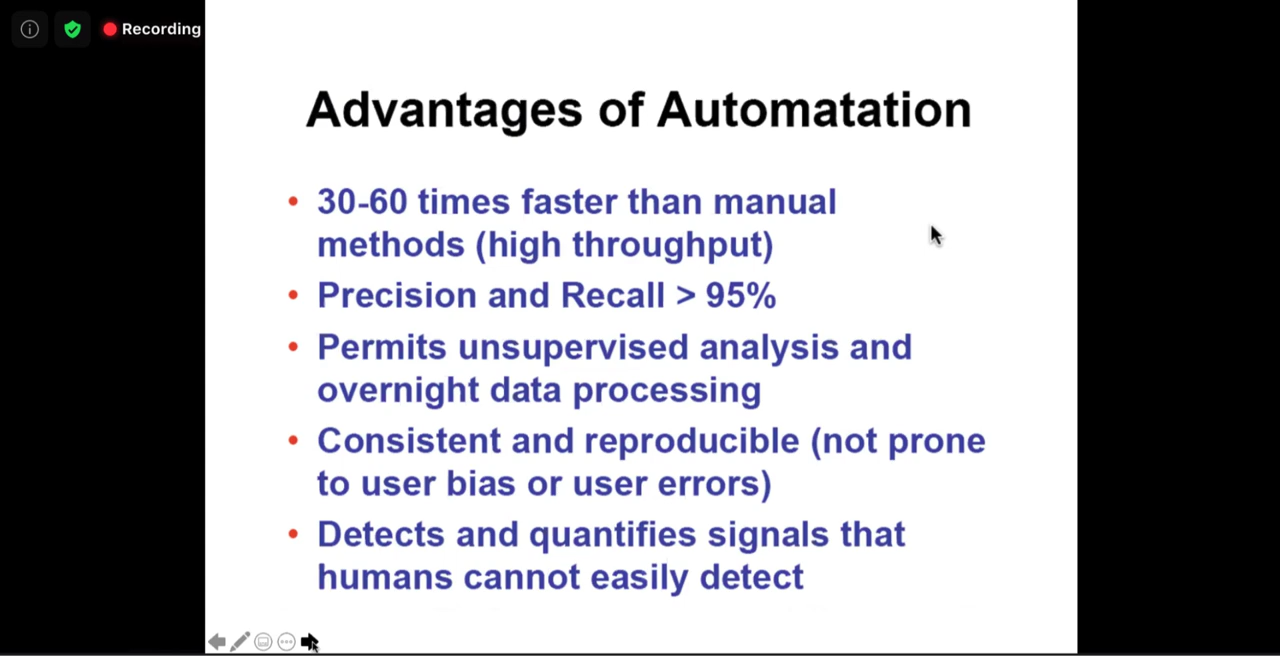 Recording
Advantages of Automatation
• 30-60 times faster than manual
methods (high throughput)
• Precision and Recall > 95%
• Permits unsupervised analysis and
overnight data processing
• Consistent and reproducible (not prone
to user bias or user errors)
• Detects and quantifies signals that
humans cannot easily detect